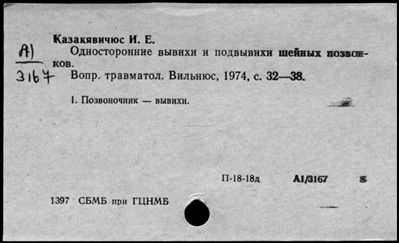 Казакявичюс И. Е.
А)
3167
Односторонние вывихи и подвывихи шейных позвон-
ков.
Вопр. травматол. Вильнюс, 1974, с. 32—38.
1. Позвоночник — вывихи.
П-18-18д А1/3167
1397 СБМБ при ГЦНМБ